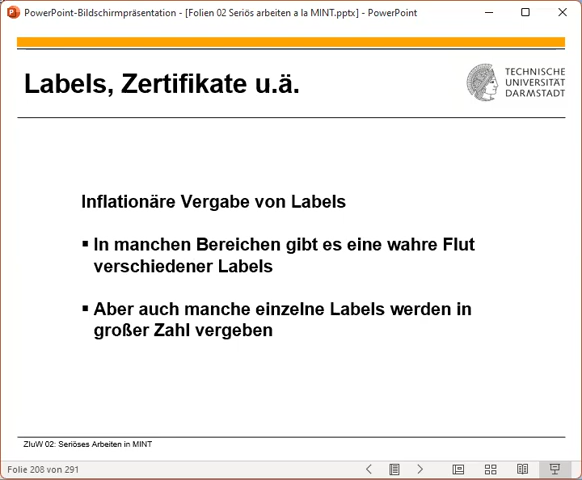 PowerPoint-Bildschirmpräsentation - [Folien 02 Seriös arbeiten a la MINT.pptx] - PowerPoint
Labels, Zertifikate u.ä.
TECHNISCHE
UNIVERSITÄT
DARMSTADT
Inflationäre Vergabe von Labels
▪ In manchen Bereichen gibt es eine wahre Flut
verschiedener Labels
▪ Aber auch manche einzelne Labels werden in
großer Zahl vergeben
ZIuW 02: Seriöses Arbeiten in MINT
Folie 208 von 291